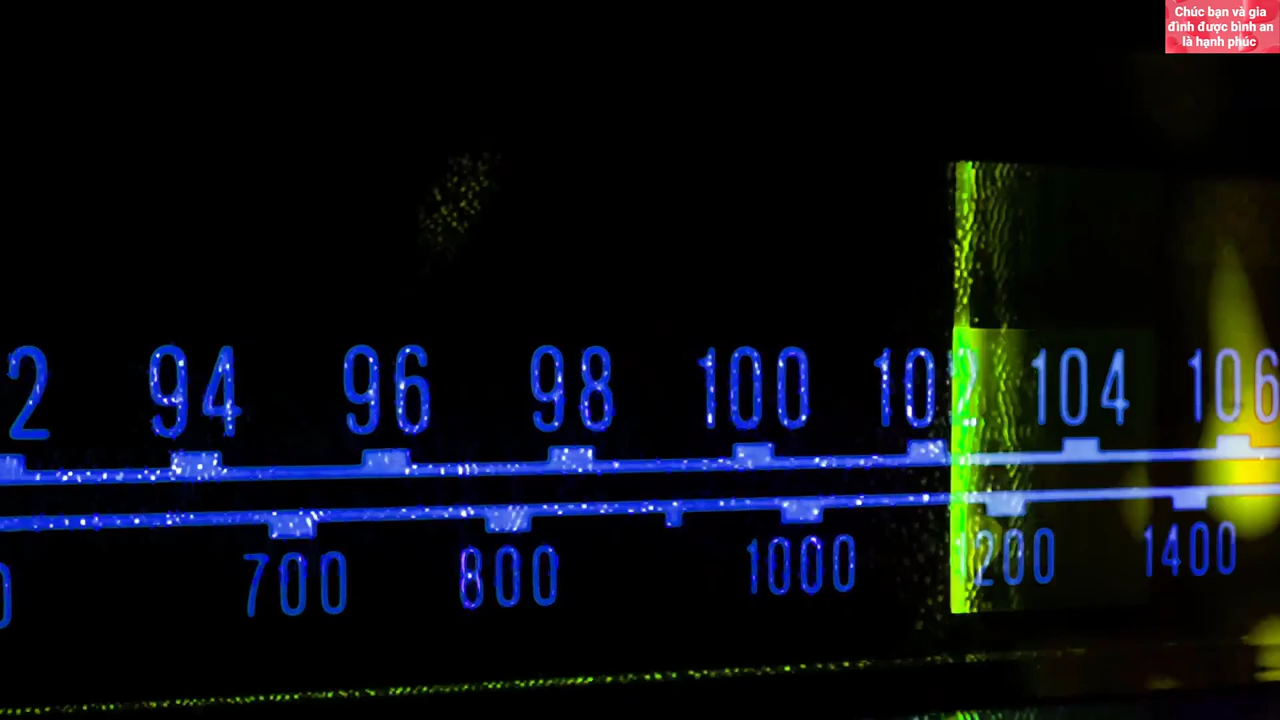 Chúc bạn và gia
đình được bình an
là hạnh phúc
2 94 96 98 100 102 104 106
0 700 800 1000 1200 1400